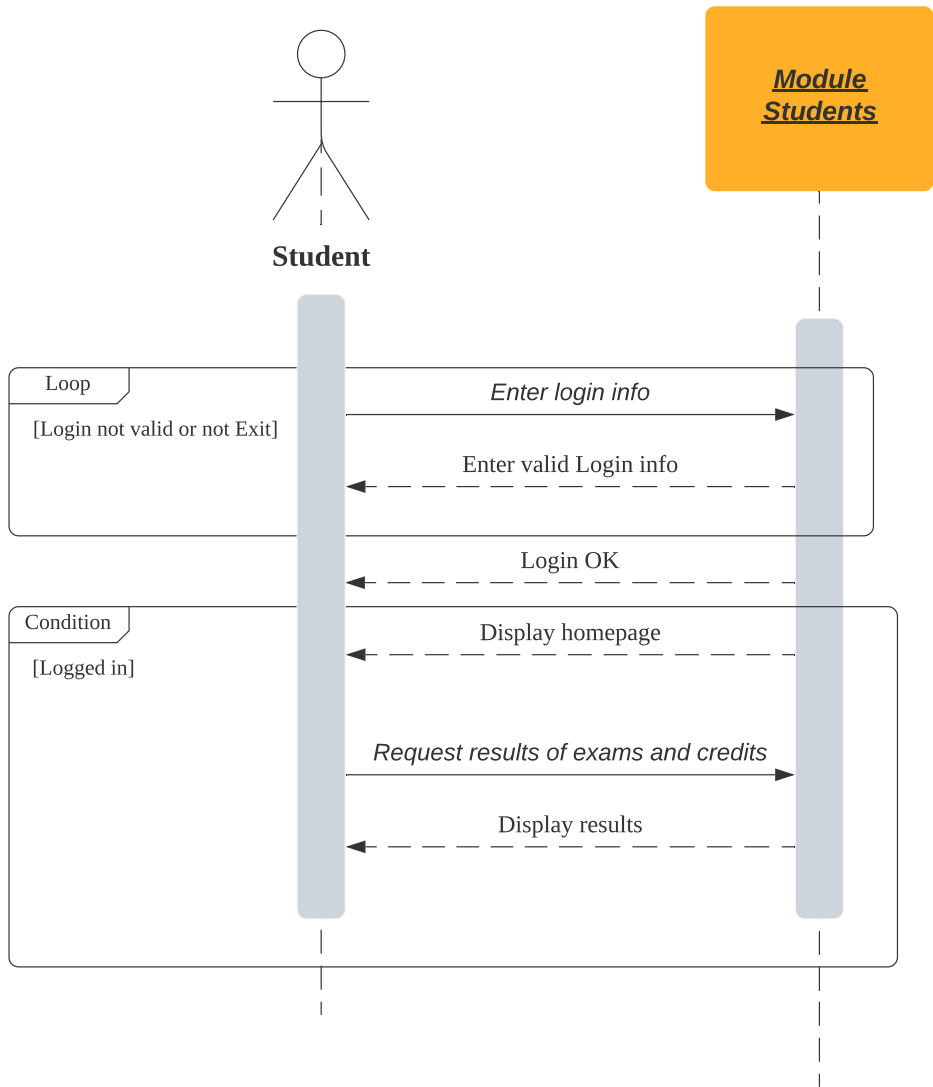 Module
Students
Student
Loop
Enter login info
[Login not valid or not Exit]
Enter valid Login info
Login OK
Condition
Display homepage
[Logged in]
Request results of exams and credits
Display results